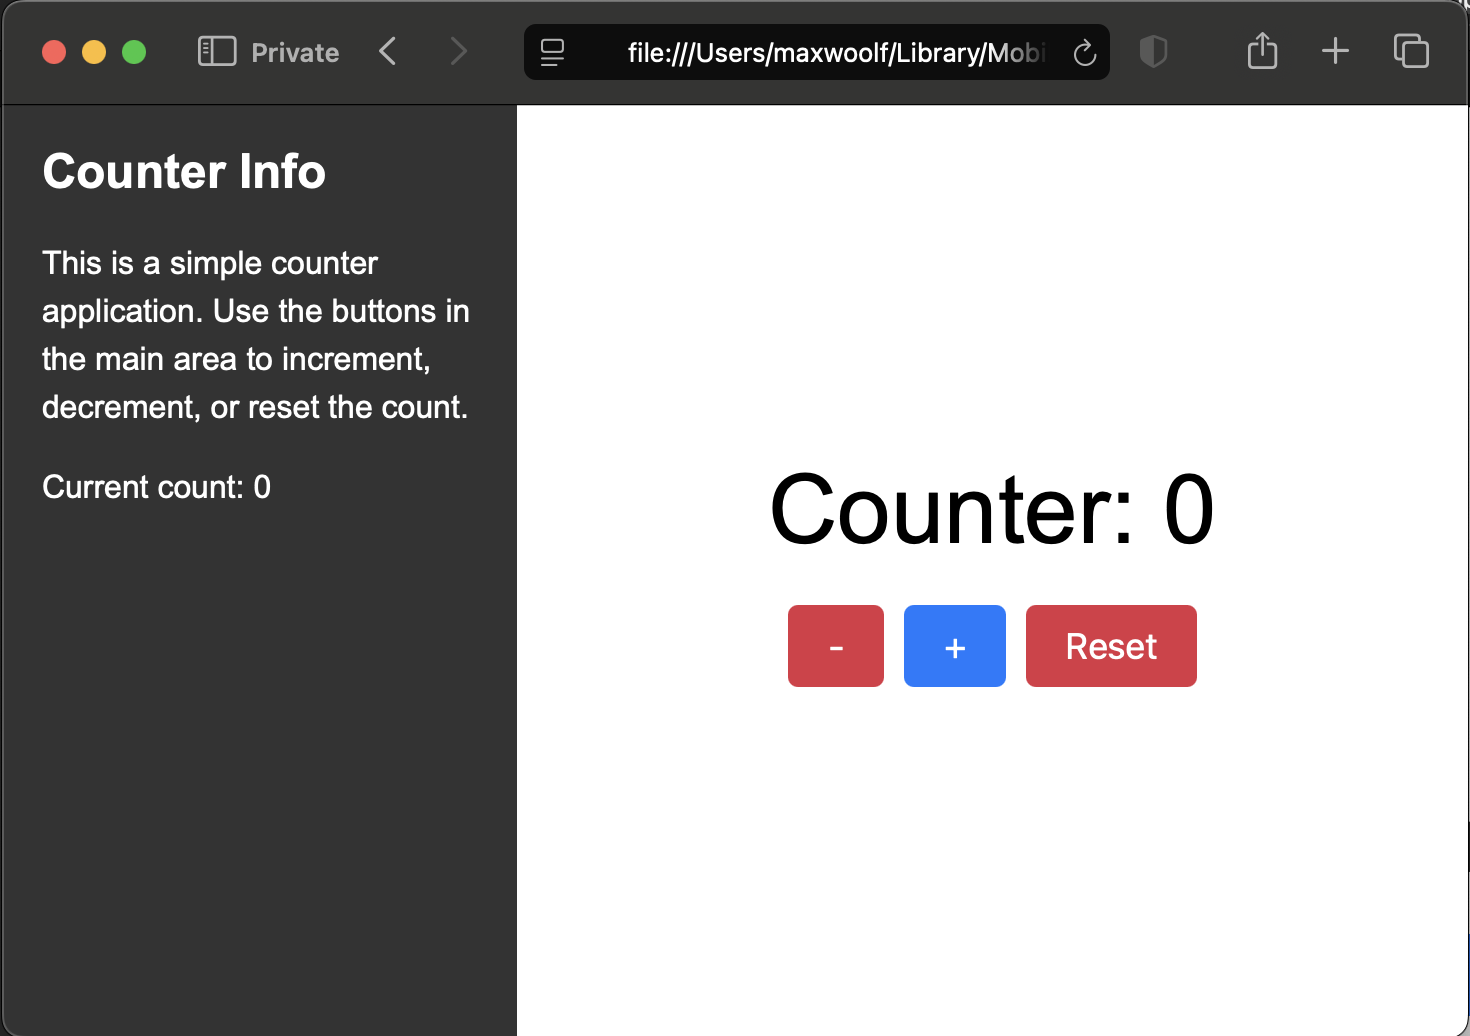 Private
file:///Users/maxwoolf/Library/Mobi
Counter Info
This is a simple counter
application. Use the buttons in
the main area to increment,
decrement, or reset the count.
Current count: 0
Counter: 0
- + Reset